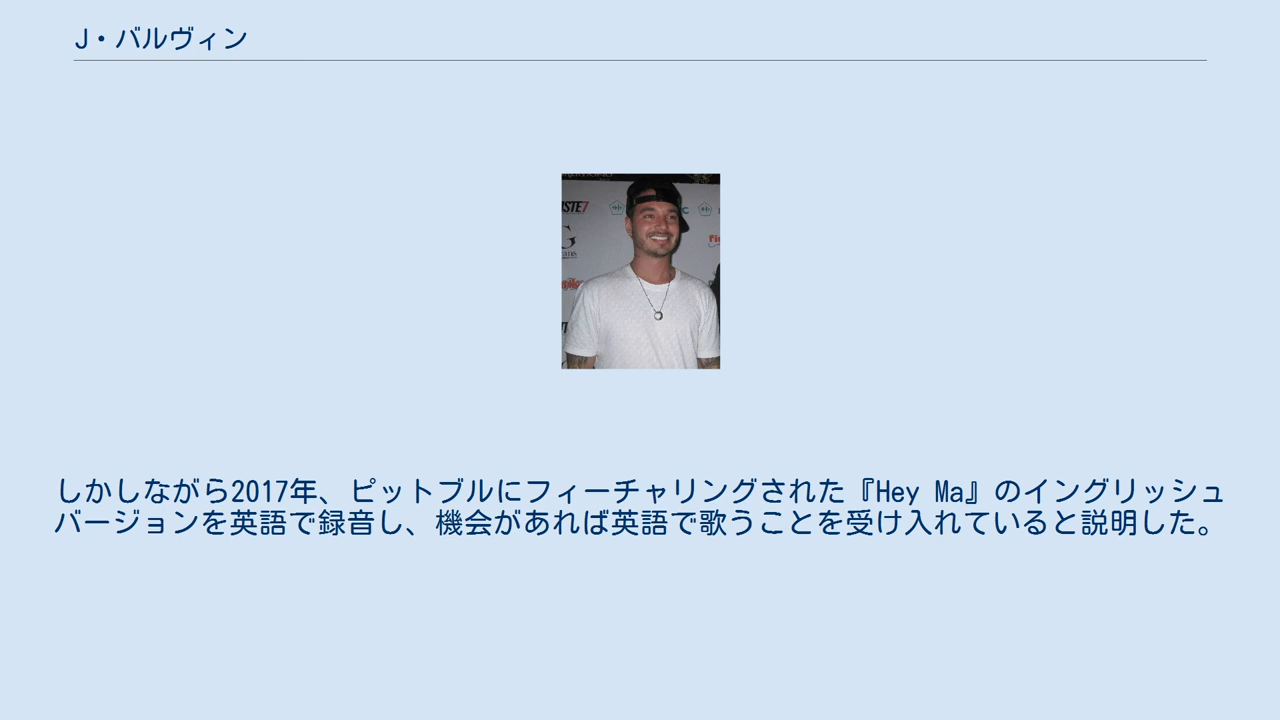 J・バルヴィン
しかしながら2017年、ピットブルにフィーチャリングされた『Hey Ma』のイングリッシュ
バージョンを英語で録音し、機会があれば英語で歌うことを受け入れていると説明した。